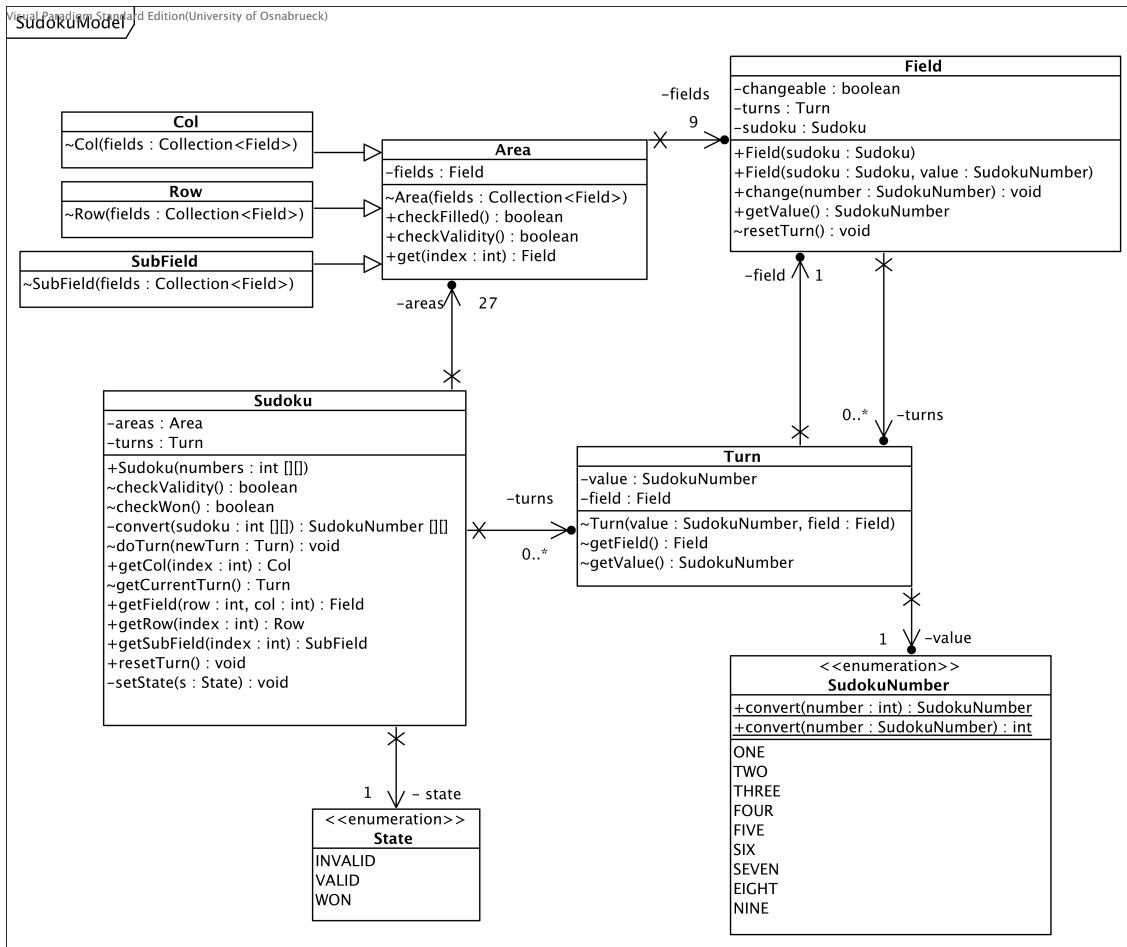 Visual Paradigm Standard Edition(University of Osnabrueck)
SudokuModel
Field
-changeable : boolean
-turns : Turn
-sudoku : Sudoku
+Field(sudoku : Sudoku)
+Field(sudoku : Sudoku, value : SudokuNumber)
+change(number : SudokuNumber) : void
+getValue() : SudokuNumber
~resetTurn() : void
-fields
9
Col
~Col(fields : Collection<Field>)
Row
~Row(fields : Collection<Field>)
SubField
~SubField(fields : Collection<Field>)
Area
-fields : Field
~Area(fields : Collection<Field>)
+checkFilled() : boolean
+checkValidity() : boolean
+get(index : int) : Field
-areas
27
-field
1
0..*
-turns
Sudoku
-areas : Area
-turns : Turn
+Sudoku(numbers : int [][])
~checkValidity() : boolean
~checkWon() : boolean
-convert(sudoku : int [][]) : SudokuNumber [][]
~doTurn(newTurn : Turn) : void
+getCol(index : int) : Col
~getCurrentTurn() : Turn
+getField(row : int, col : int) : Field
+getRow(index : int) : Row
+getSubField(index : int) : SubField
+resetTurn() : void
-setState(s : State) : void
-turns
0..*
Turn
-value : SudokuNumber
-field : Field
~Turn(value : SudokuNumber, field : Field)
~getField() : Field
~getValue() : SudokuNumber
1
-value
1
- state
<<enumeration>>
State
INVALID
VALID
WON
<<enumeration>>
SudokuNumber
+convert(number : int) : SudokuNumber
+convert(number : SudokuNumber) : int
ONE
TWO
THREE
FOUR
FIVE
SIX
SEVEN
EIGHT
NINE